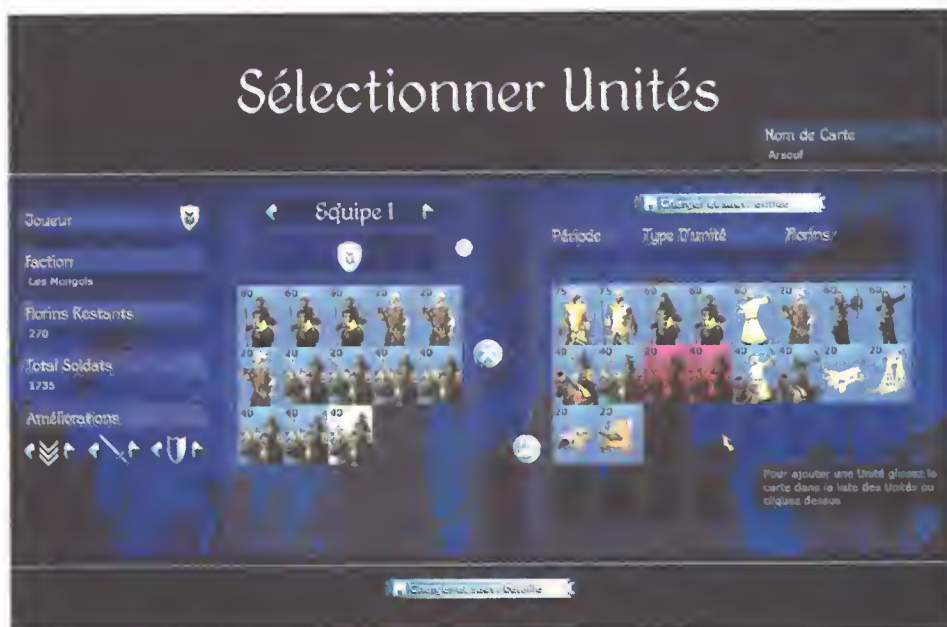 Sélectionner Unités
Nom de Carte
Arsouf
Joueur
Faction
Les Mongols
Florins Restants
270
Total Soldats
1735
Améliorations
Equipe 1
Période Type D'unité Florins
60 60 60 20 20
20 40 40 40
40 40 40
75 75 60 60 20 60 60
40 40 20 20 40 40 20 20
20 20
Pour ajouter une Unité glissez la
carte dans la liste des Unités ou
cliquez dessus